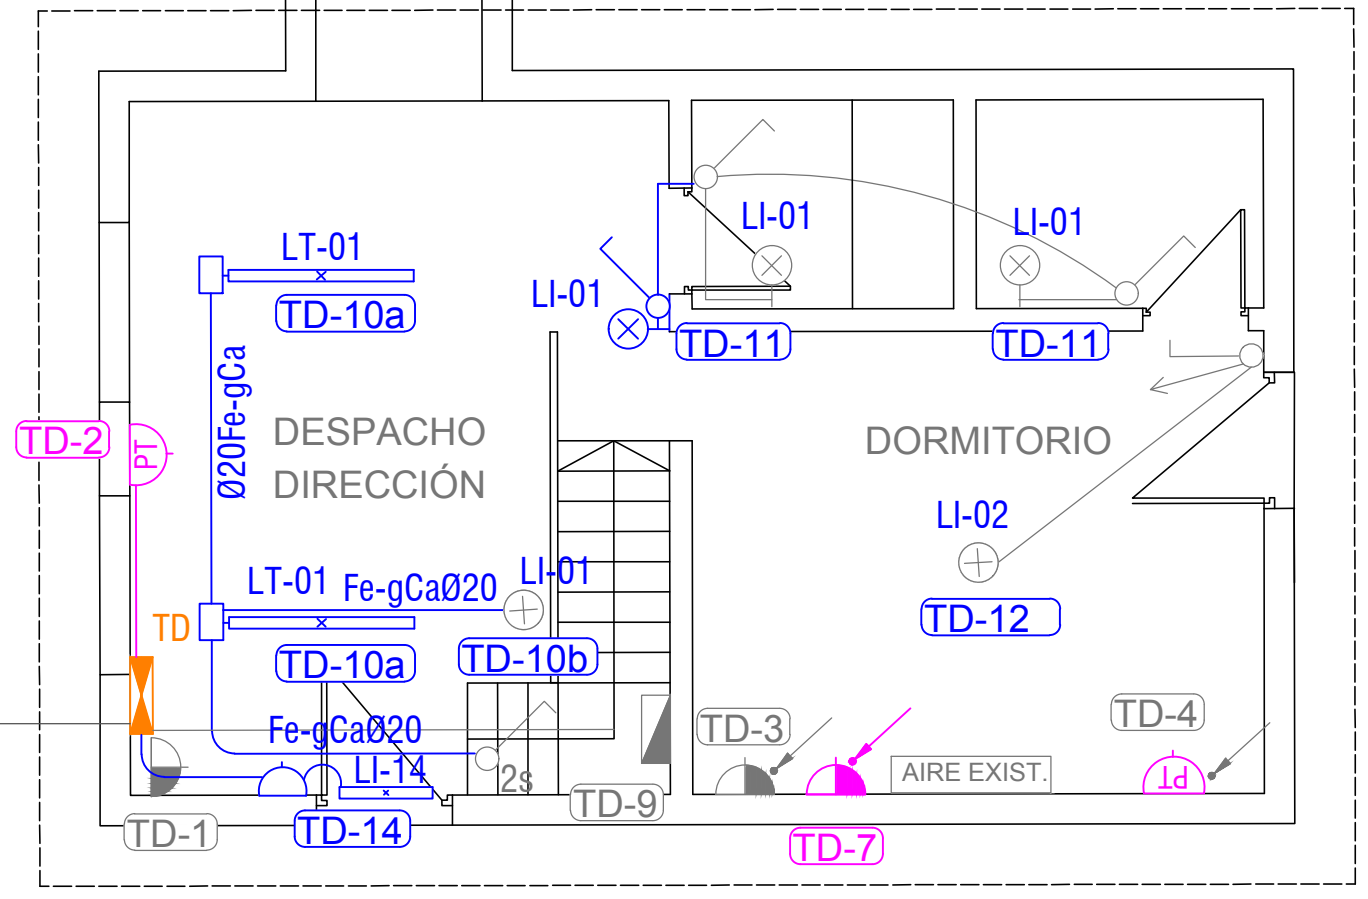 LI-01
LI-01
LT-01
LI-01
TD-10a
TD-11
TD-11
Ø20Fe-gCa
TD-2
PT
DESPACHO
DIRECCIÓN
DORMITORIO
LI-02
LT-01
Fe-gCaØ20
LI-01
TD
TD-10a
TD-10b
TD-12
Fe-gCaØ20
TD-3
TD-4
LI-14
2s
AIRE EXIST.
PT
TD-9
TD-1
TD-14
TD-7